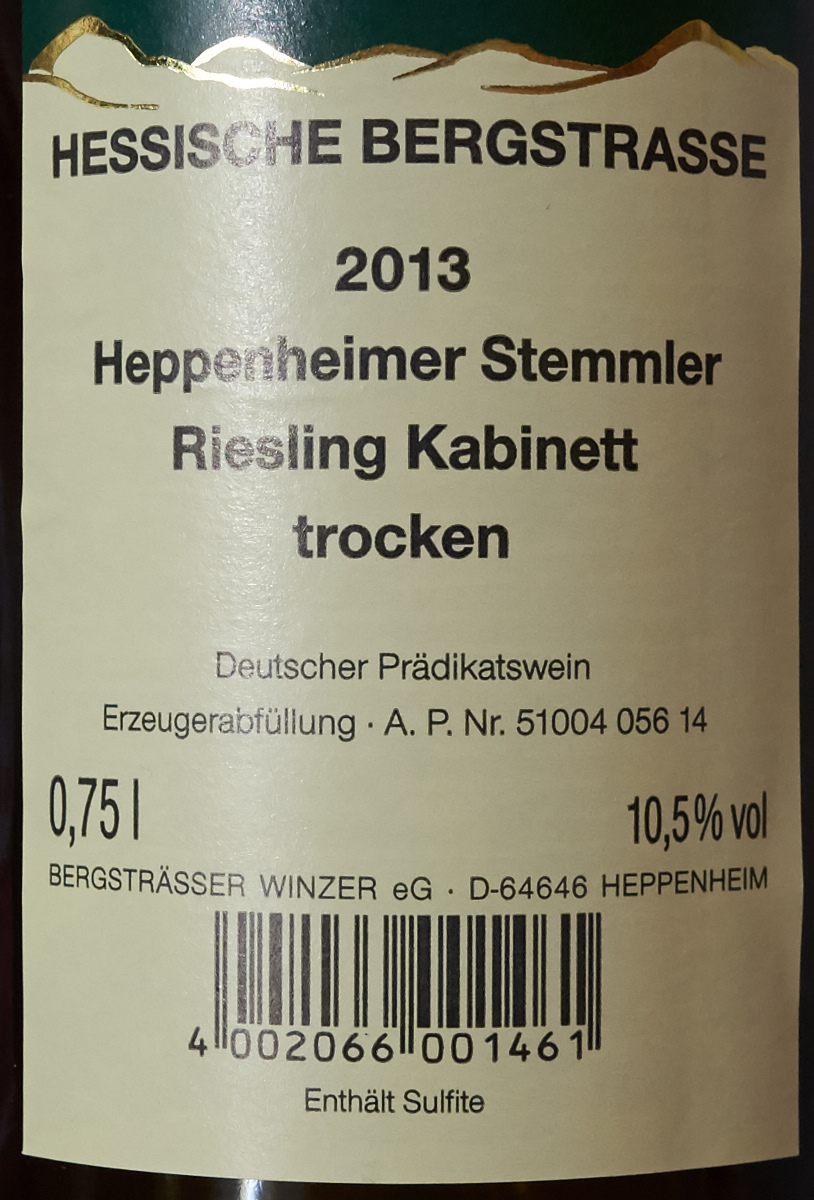 HESSISCHE BERGSTRASSE
2013
Heppenheimer Stemmler
Riesling Kabinett
trocken
Deutscher Prädikatswein
Erzeugerabfüllung · A. P. Nr. 51004 056 14
0,75 l 10,5% vol
BERGSTRÄSSER WINZER eG · D-64646 HEPPENHEIM
4 002066 001461
Enthält Sulfite